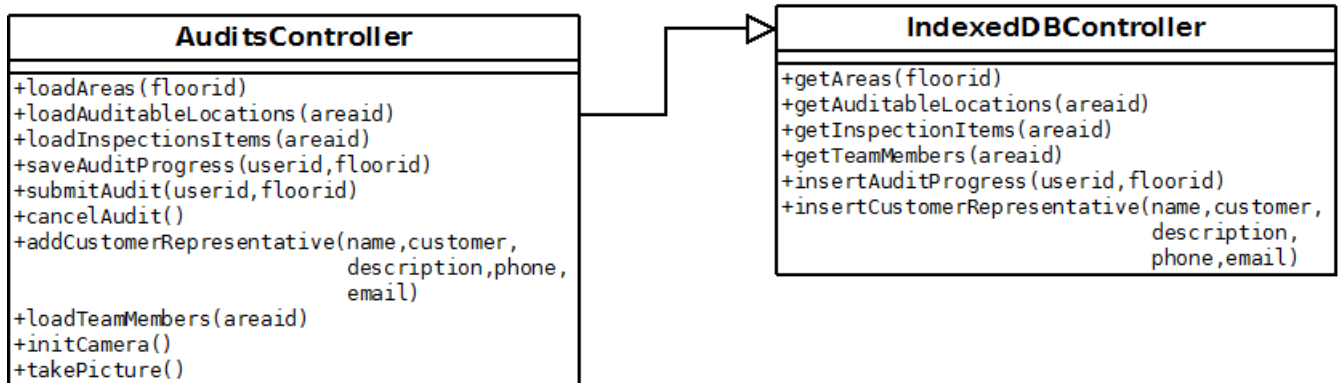 AuditsController
+loadAreas(floorid)
+loadAuditableLocations(areaid)
+loadInspectionsItems(areaid)
+saveAuditProgress(userid,floorid)
+submitAudit(userid,floorid)
+cancelAudit()
+addCustomerRepresentative(name,customer,
description,phone,
email)
+loadTeamMembers(areaid)
+initCamera()
+takePicture()
IndexedDBController
+getAreas(floorid)
+getAuditableLocations(areaid)
+getInspectionItems(areaid)
+getTeamMembers(areaid)
+insertAuditProgress(userid,floorid)
+insertCustomerRepresentative(name,customer,
description,
phone,email)